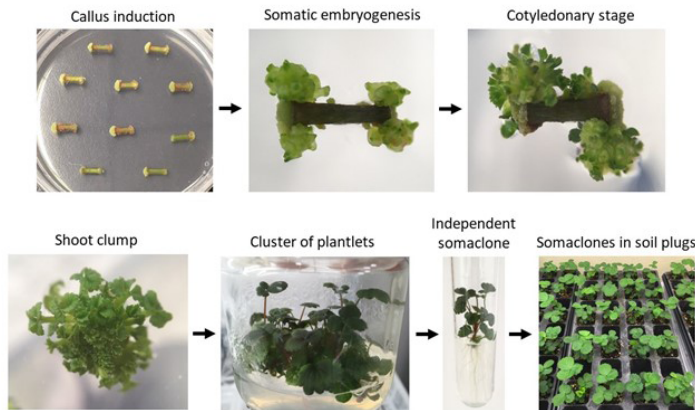 Callus induction
Somatic embryogenesis
Cotyledonary stage
Shoot clump
Cluster of plantlets
Independent
somaclone
Somaclones in soil plugs